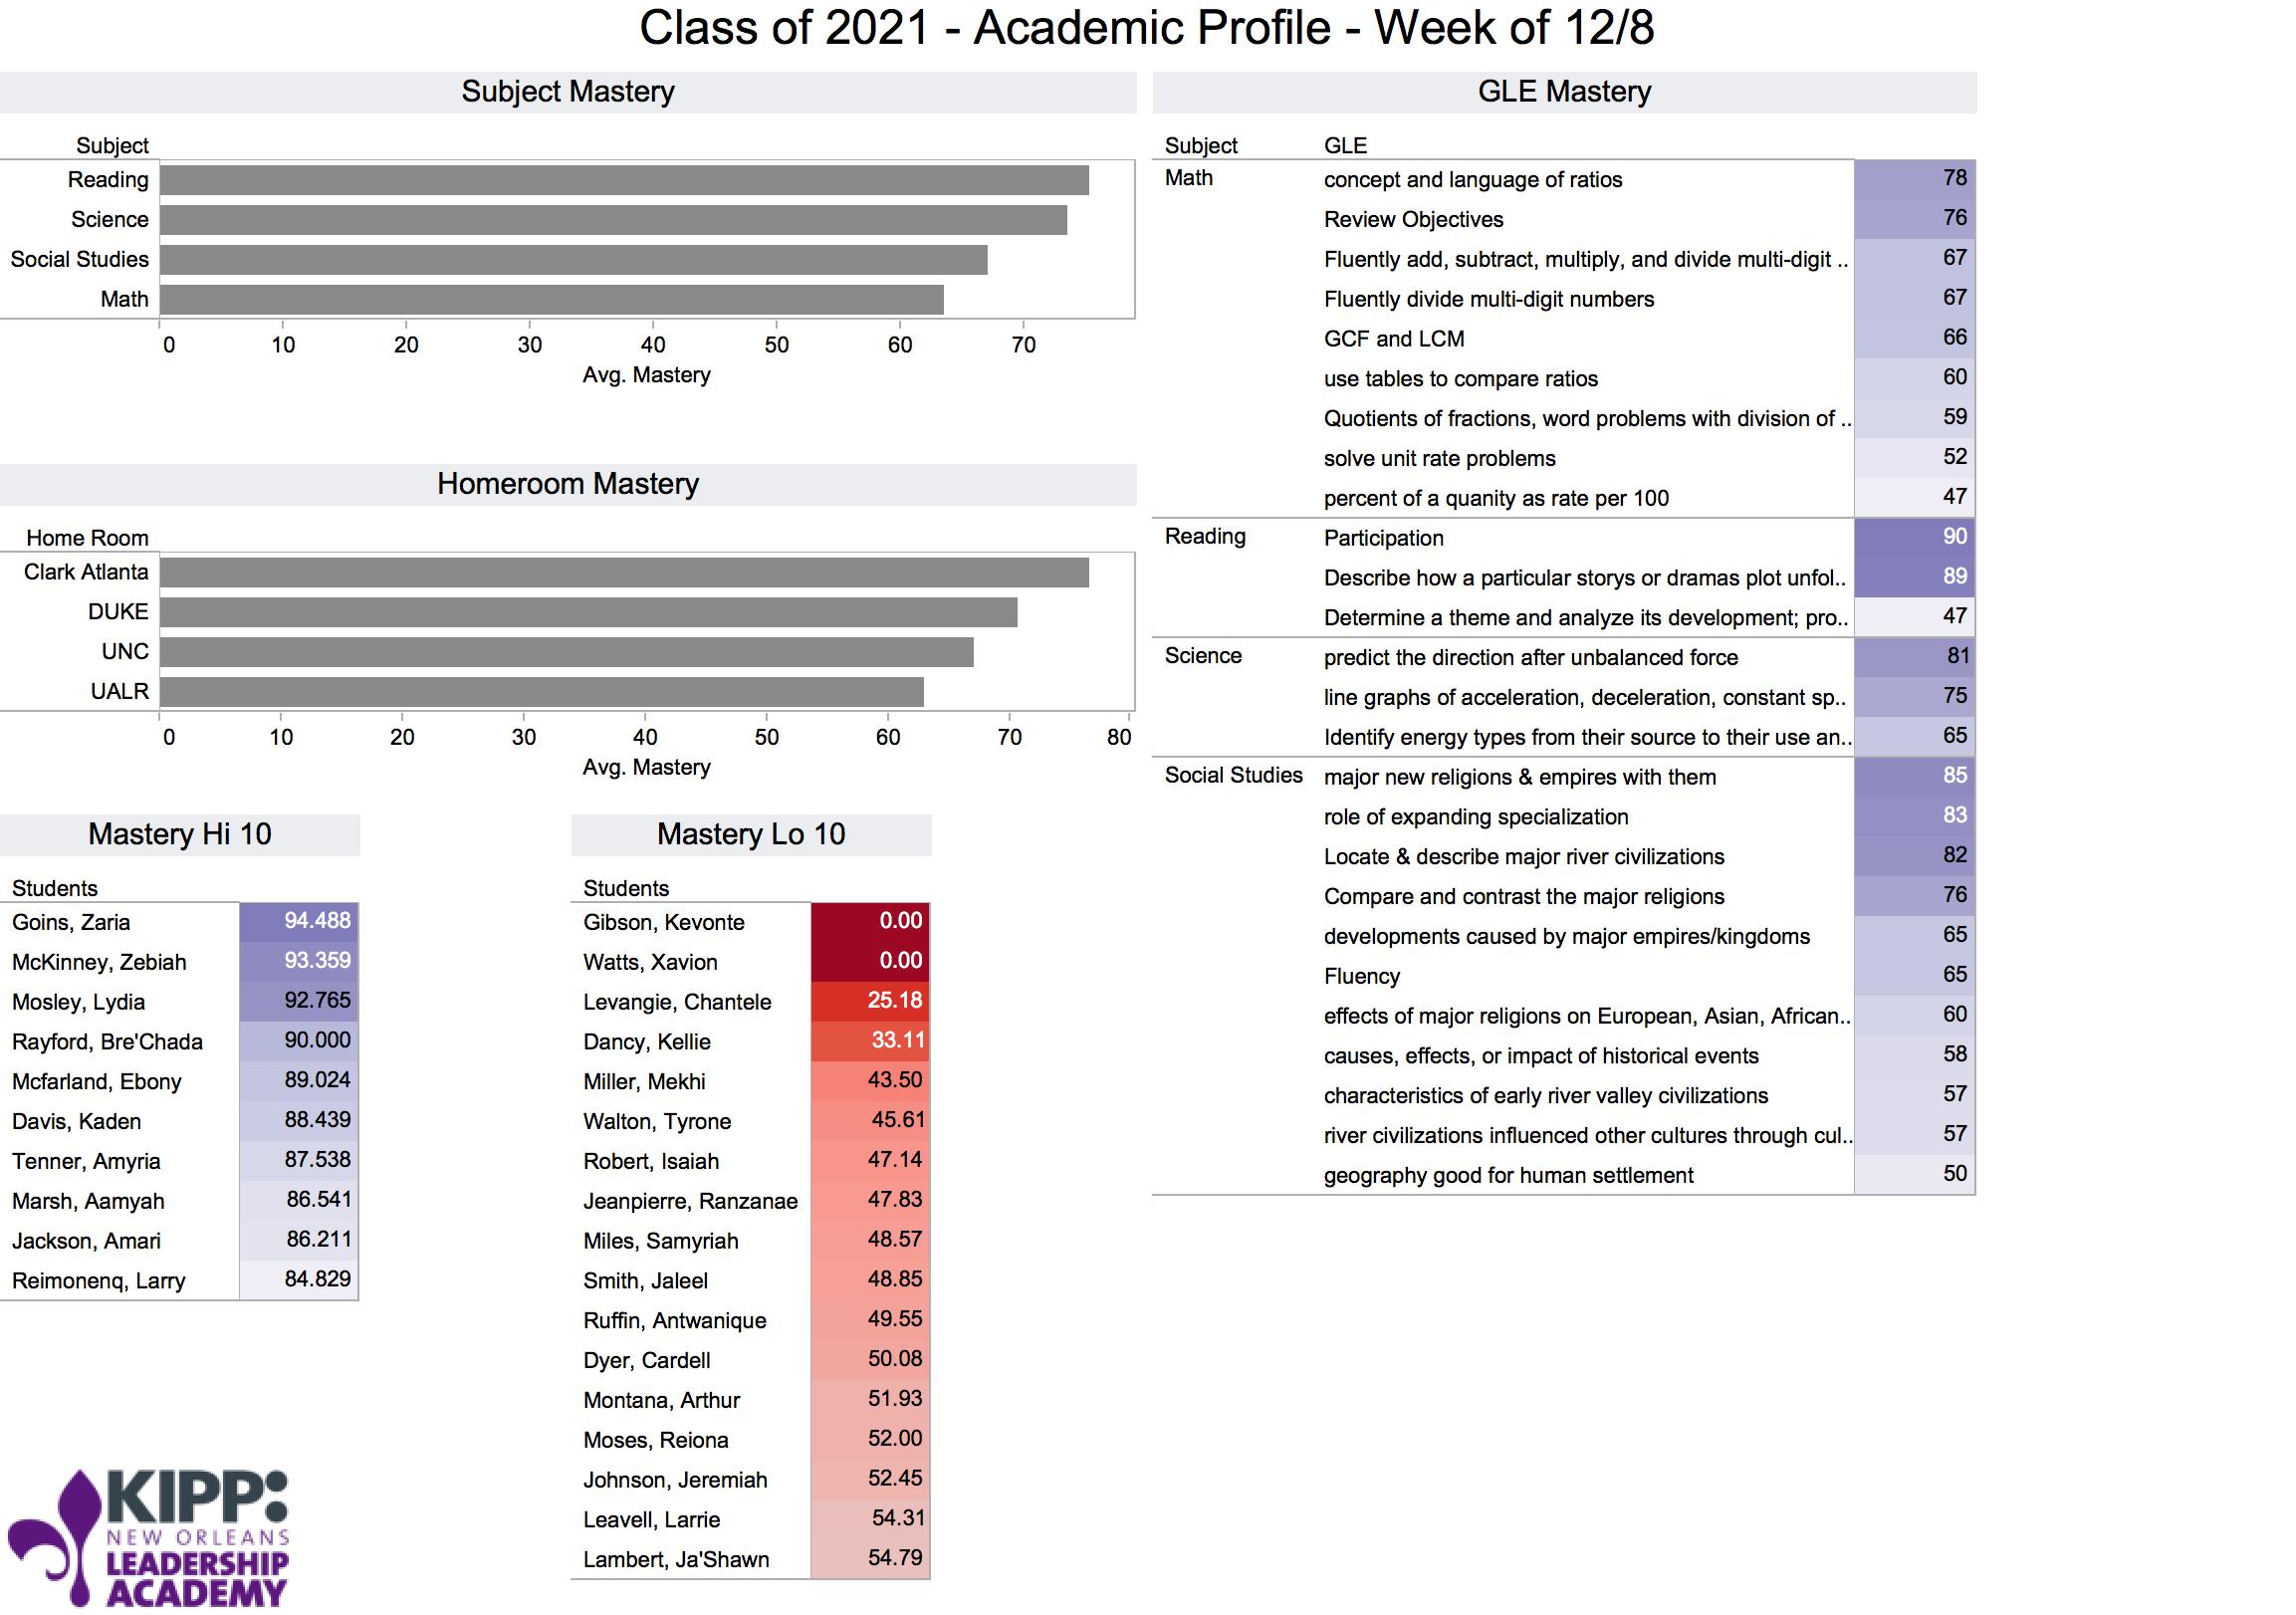 Class of 2021 - Academic Profile - Week of 12/8
Subject Mastery
Subject
Reading
Science
Social Studies
Math
0 10 20 30 40 50 60 70
Avg. Mastery
Homeroom Mastery
Home Room
Clark Atlanta
DUKE
UNC
UALR
0 10 20 30 40 50 60 70 80
Avg. Mastery
Mastery Hi 10
Students
Goins, Zaria 94.488
McKinney, Zebiah 93.359
Mosley, Lydia 92.765
Rayford, Bre'Chada 90.000
Mcfarland, Ebony 89.024
Davis, Kaden 88.439
Tenner, Amyria 87.538
Marsh, Aamyah 86.541
Jackson, Amari 86.211
Reimonenq, Larry 84.829
Mastery Lo 10
Students
Gibson, Kevonte 0.00
Watts, Xavion 0.00
Levangie, Chantele 25.18
Dancy, Kellie 33.11
Miller, Mekhi 43.50
Walton, Tyrone 45.61
Robert, Isaiah 47.14
Jeanpierre, Ranzanae 47.83
Miles, Samyriah 48.57
Smith, Jaleel 48.85
Ruffin, Antwanique 49.55
Dyer, Cardell 50.08
Montana, Arthur 51.93
Moses, Reiona 52.00
Johnson, Jeremiah 52.45
Leavell, Larrie 54.31
Lambert, Ja'Shawn 54.79
GLE Mastery
Subject GLE
Math concept and language of ratios 78
Review Objectives 76
Fluently add, subtract, multiply, and divide multi-digit .. 67
Fluently divide multi-digit numbers 67
GCF and LCM 66
use tables to compare ratios 60
Quotients of fractions, word problems with division of .. 59
solve unit rate problems 52
percent of a quanity as rate per 100 47
Reading Participation 90
Describe how a particular storys or dramas plot unfol.. 89
Determine a theme and analyze its development; pro.. 47
Science predict the direction after unbalanced force 81
line graphs of acceleration, deceleration, constant sp.. 75
Identify energy types from their source to their use an.. 65
Social Studies major new religions & empires with them 85
role of expanding specialization 83
Locate & describe major river civilizations 82
Compare and contrast the major religions 76
developments caused by major empires/kingdoms 65
Fluency 65
effects of major religions on European, Asian, African.. 60
causes, effects, or impact of historical events 58
characteristics of early river valley civilizations 57
river civilizations influenced other cultures through cul.. 57
geography good for human settlement 50
KIPP:
NEW ORLEANS
LEADERSHIP
ACADEMY